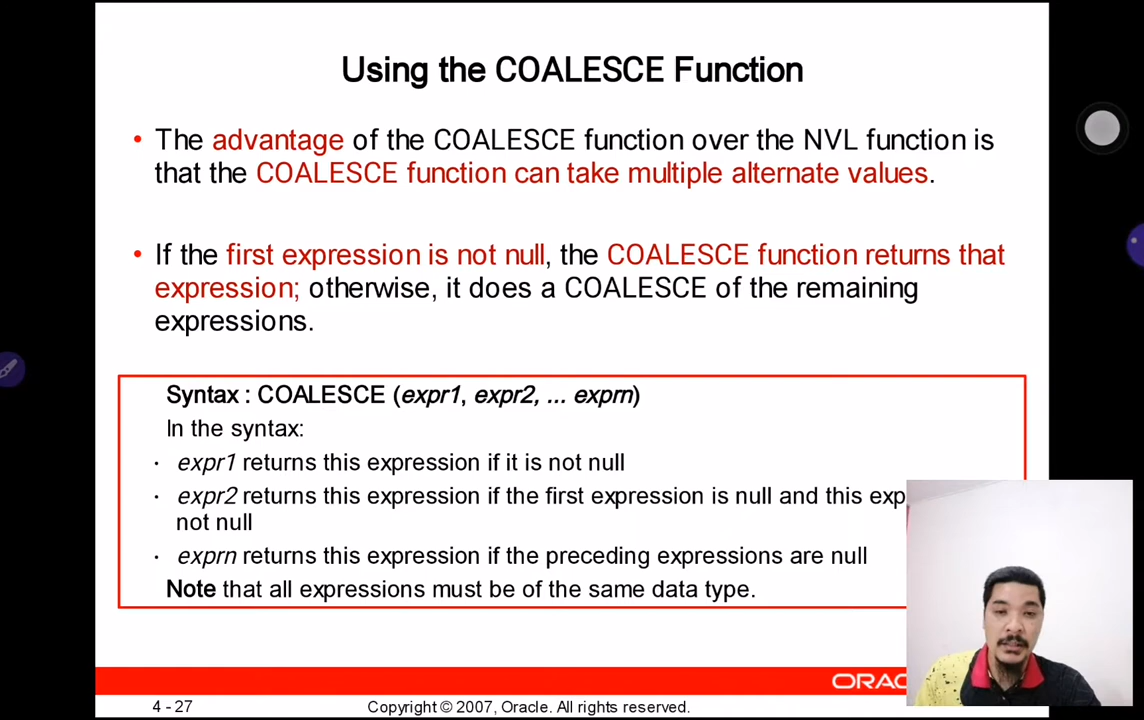 Using the COALESCE Function
• The advantage of the COALESCE function over the NVL function is
that the COALESCE function can take multiple alternate values.
• If the first expression is not null, the COALESCE function returns that
expression; otherwise, it does a COALESCE of the remaining
expressions.
Syntax : COALESCE (expr1, expr2, ... exprn)
In the syntax:
· expr1 returns this expression if it is not null
· expr2 returns this expression if the first expression is null and this exp
not null
· exprn returns this expression if the preceding expressions are null
Note that all expressions must be of the same data type.
ORAC
4 - 27
Copyright © 2007, Oracle. All rights reserved.